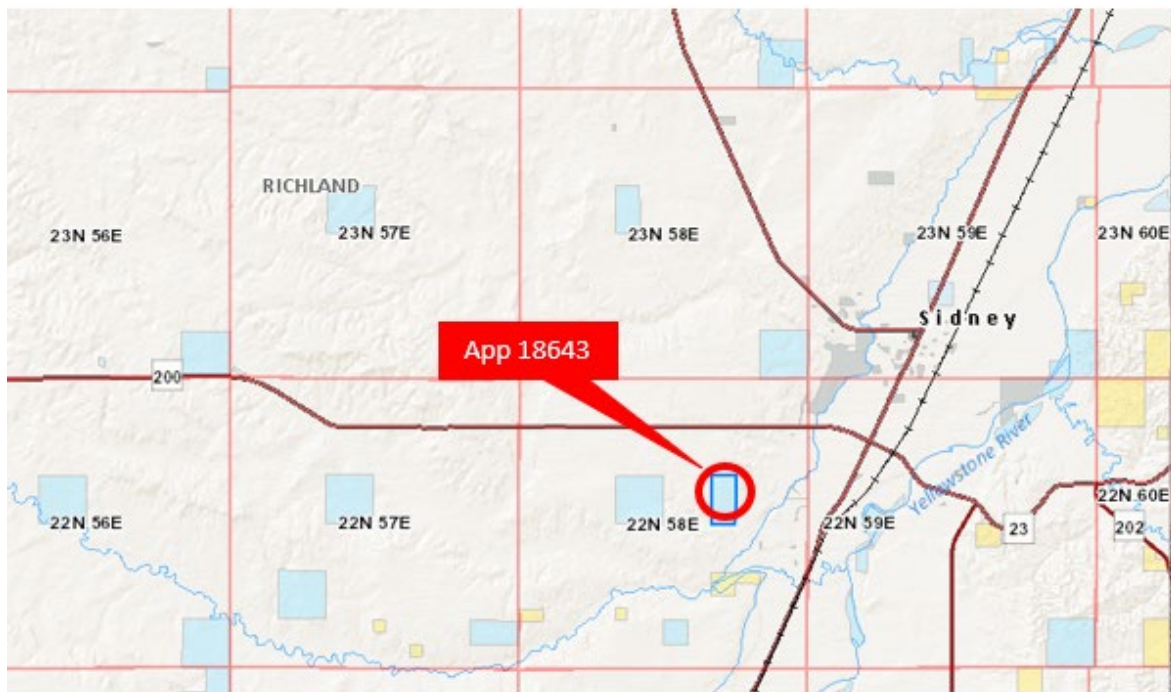 RICHLAND
23N 56E
23N 57E
23N 58E
23N 59E
23N 60E
Sidney
App 18643
200
Yellowstone River
22N 56E
22N 57E
22N 58E
22N 59E
22N 60E
23
202